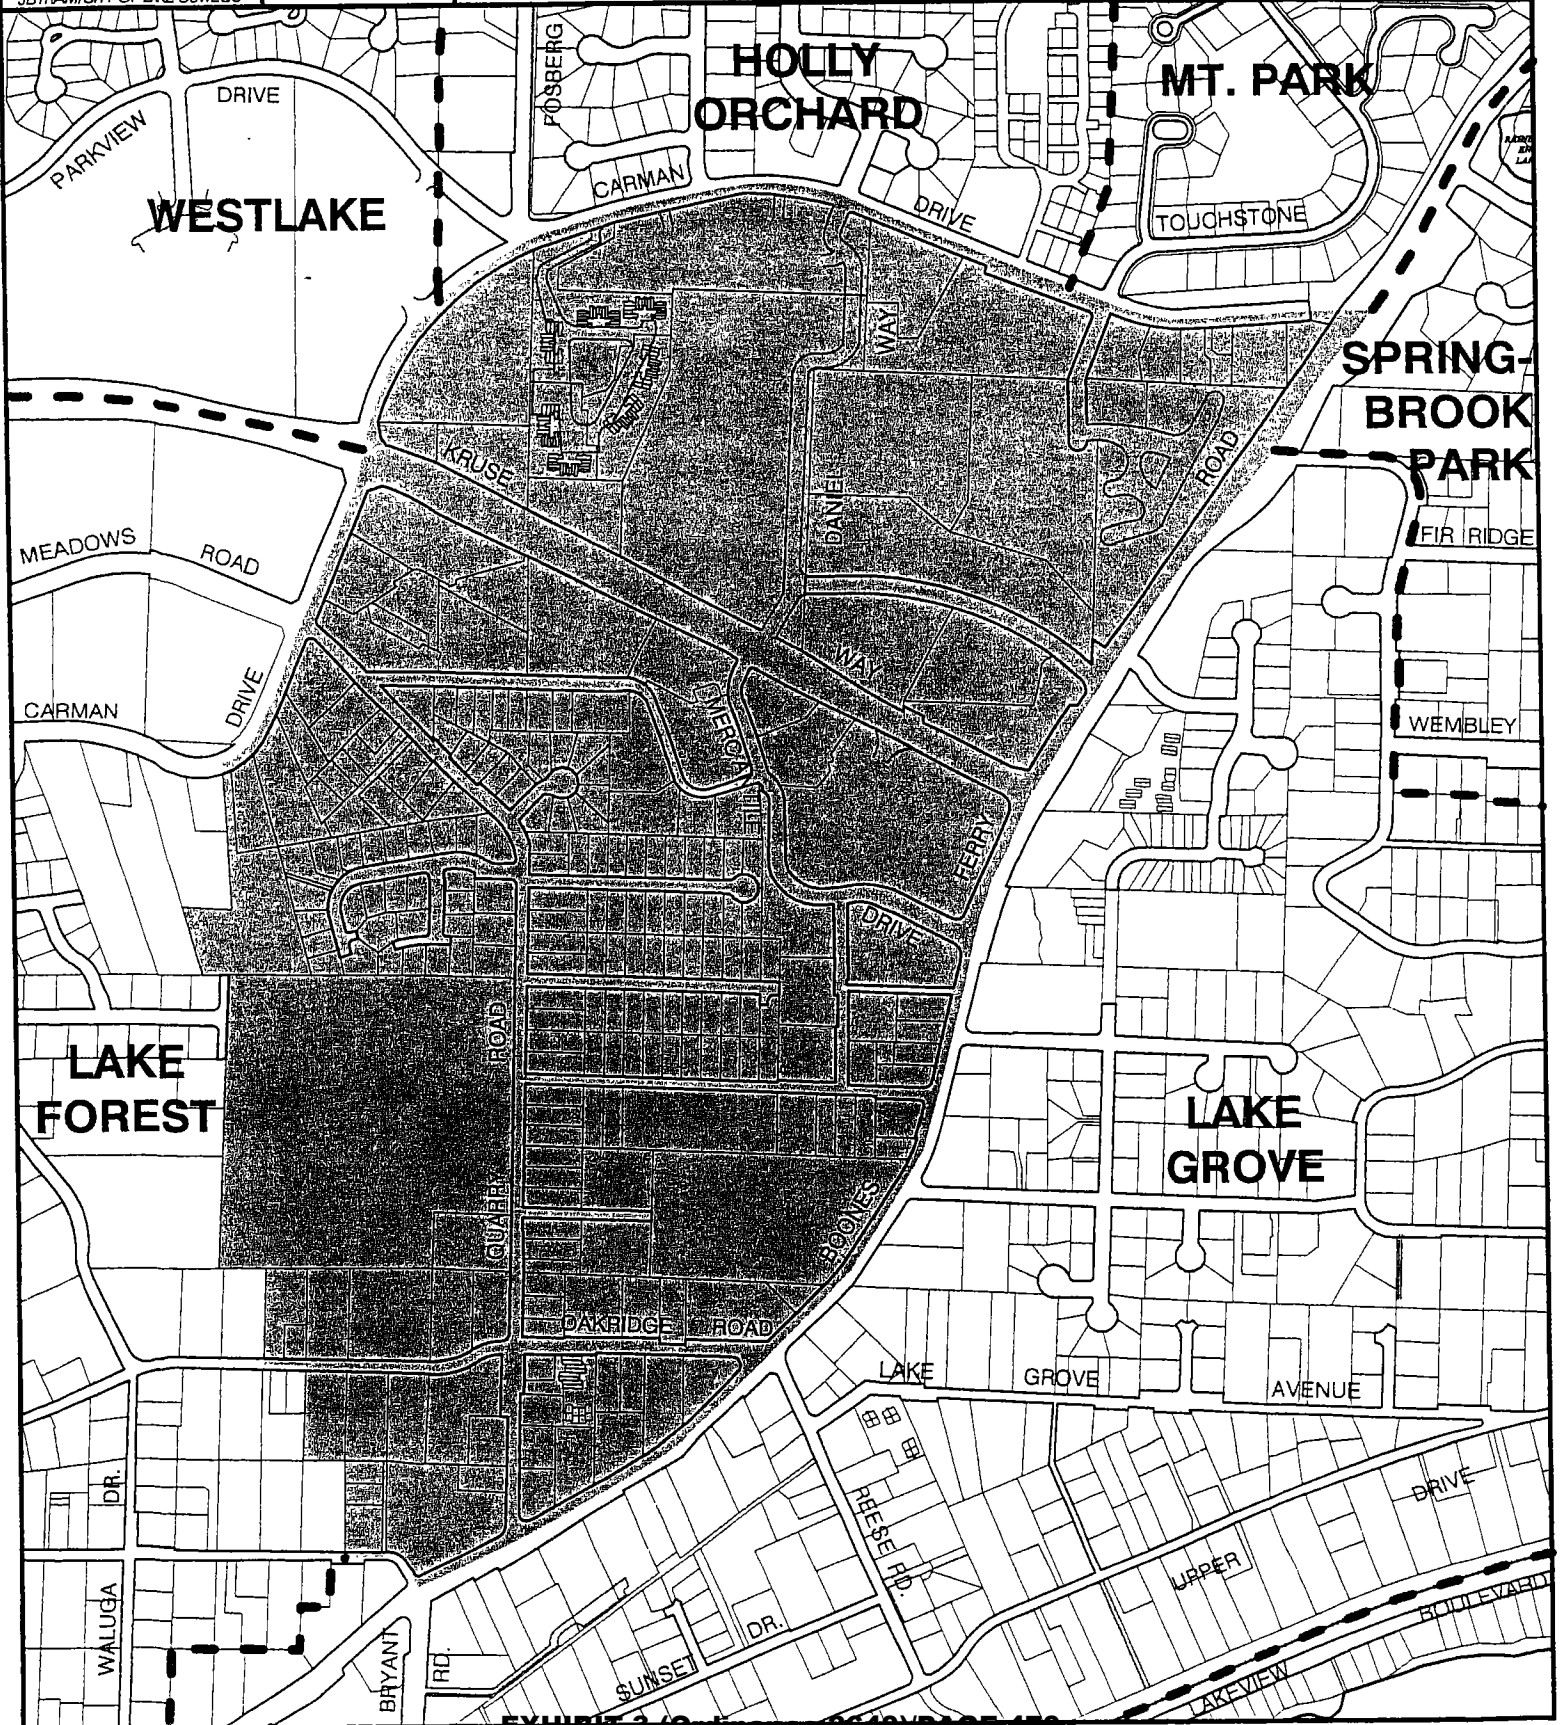 HOLLY
ORCHARD
MT. PARK
FOSBERG
DRIVE
PARKVIEW
CARMAN
DRIVE
WESTLAKE
TOUCHSTONE
WAY
SPRING-
BROOK
PARK
KRUSE
ROAD
DANIEL
FIR RIDGE
MEADOWS
ROAD
WAY
DRIVE
CARMAN
WEMBLEY
FERRY
DRIVE
ROAD
LAKE
FOREST
LAKE
GROVE
QUARRY
BOONES
OAKRIDGE ROAD
LAKE GROVE AVENUE
DR.
REESE RD.
DRIVE
UPPER
BOULEVARD
WALUGA
DR.
SUNSET
BRYANT
RD.
LAKEVIEW